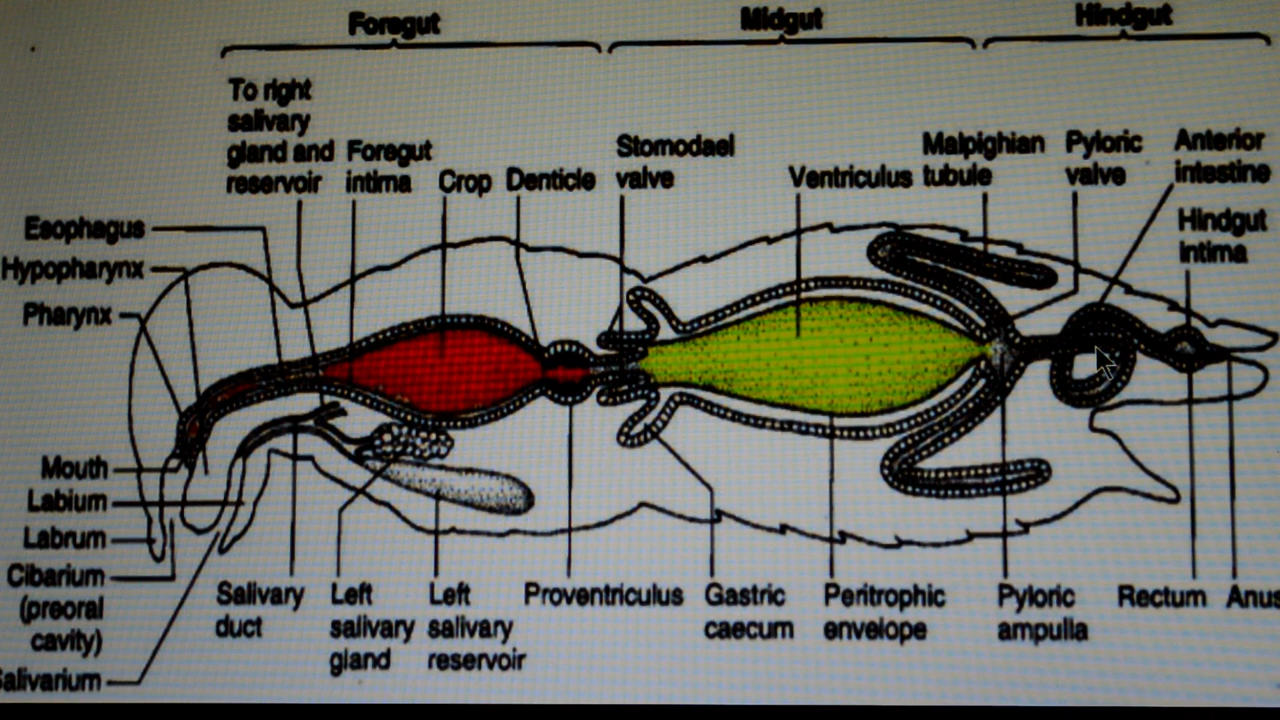 Foregut
Midgut
Hindgut
To right
salivary
gland and
reservoir
Foregut
intima
Crop
Denticle
Stomodael
valve
Ventriculus
Malpighian
tubule
Pyloric
valve
Anterior
intestine
Hindgut
intima
Esophagus
Hypopharynx
Pharynx
Mouth
Labium
Labrum
Cibarium
(preoral
cavity)
Salivarium
Salivary
duct
Left
salivary
gland
Left
salivary
reservoir
Proventriculus
Gastric
caecum
Peritrophic
envelope
Pyloric
ampulla
Rectum
Anus